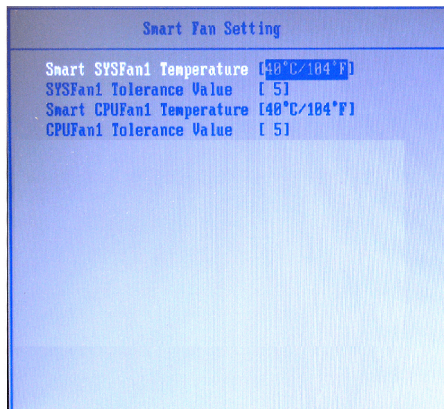 Smart Fan Setting
Smart SYSFan1 Temperature [40°C/104°F]
SYSFan1 Tolerance Value [ 5]
Smart CPUFan1 Temperature [40°C/104°F]
CPUFan1 Tolerance Value [ 5]